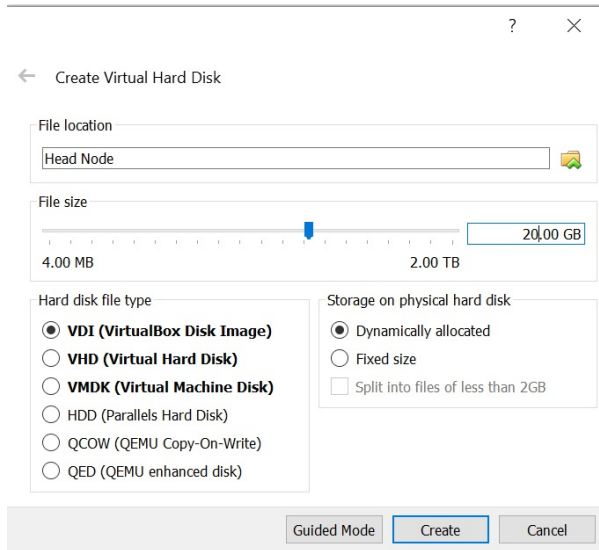 ?
Create Virtual Hard Disk
File location
Head Node
File size
20.00 GB
4.00 MB 2.00 TB
Hard disk file type
VDI (VirtualBox Disk Image)
VHD (Virtual Hard Disk)
VMDK (Virtual Machine Disk)
HDD (Parallels Hard Disk)
QCOW (QEMU Copy-On-Write)
QED (QEMU enhanced disk)
Storage on physical hard disk
Dynamically allocated
Fixed size
Split into files of less than 2GB
Guided Mode Create Cancel